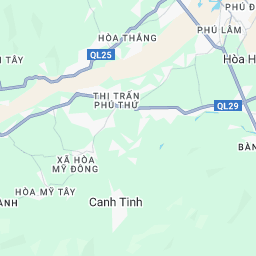 PHÚ Đ
PHÚ LÂM
HÒA THẮNG
QL25
Hòa H
TÂY
THỊ TRẤN
PHÚ THỨ
QL29
BÀN
XÃ HÒA
MỸ ĐÔNG
HÒA MỸ TÂY
ANH
Cạnh Tịnh